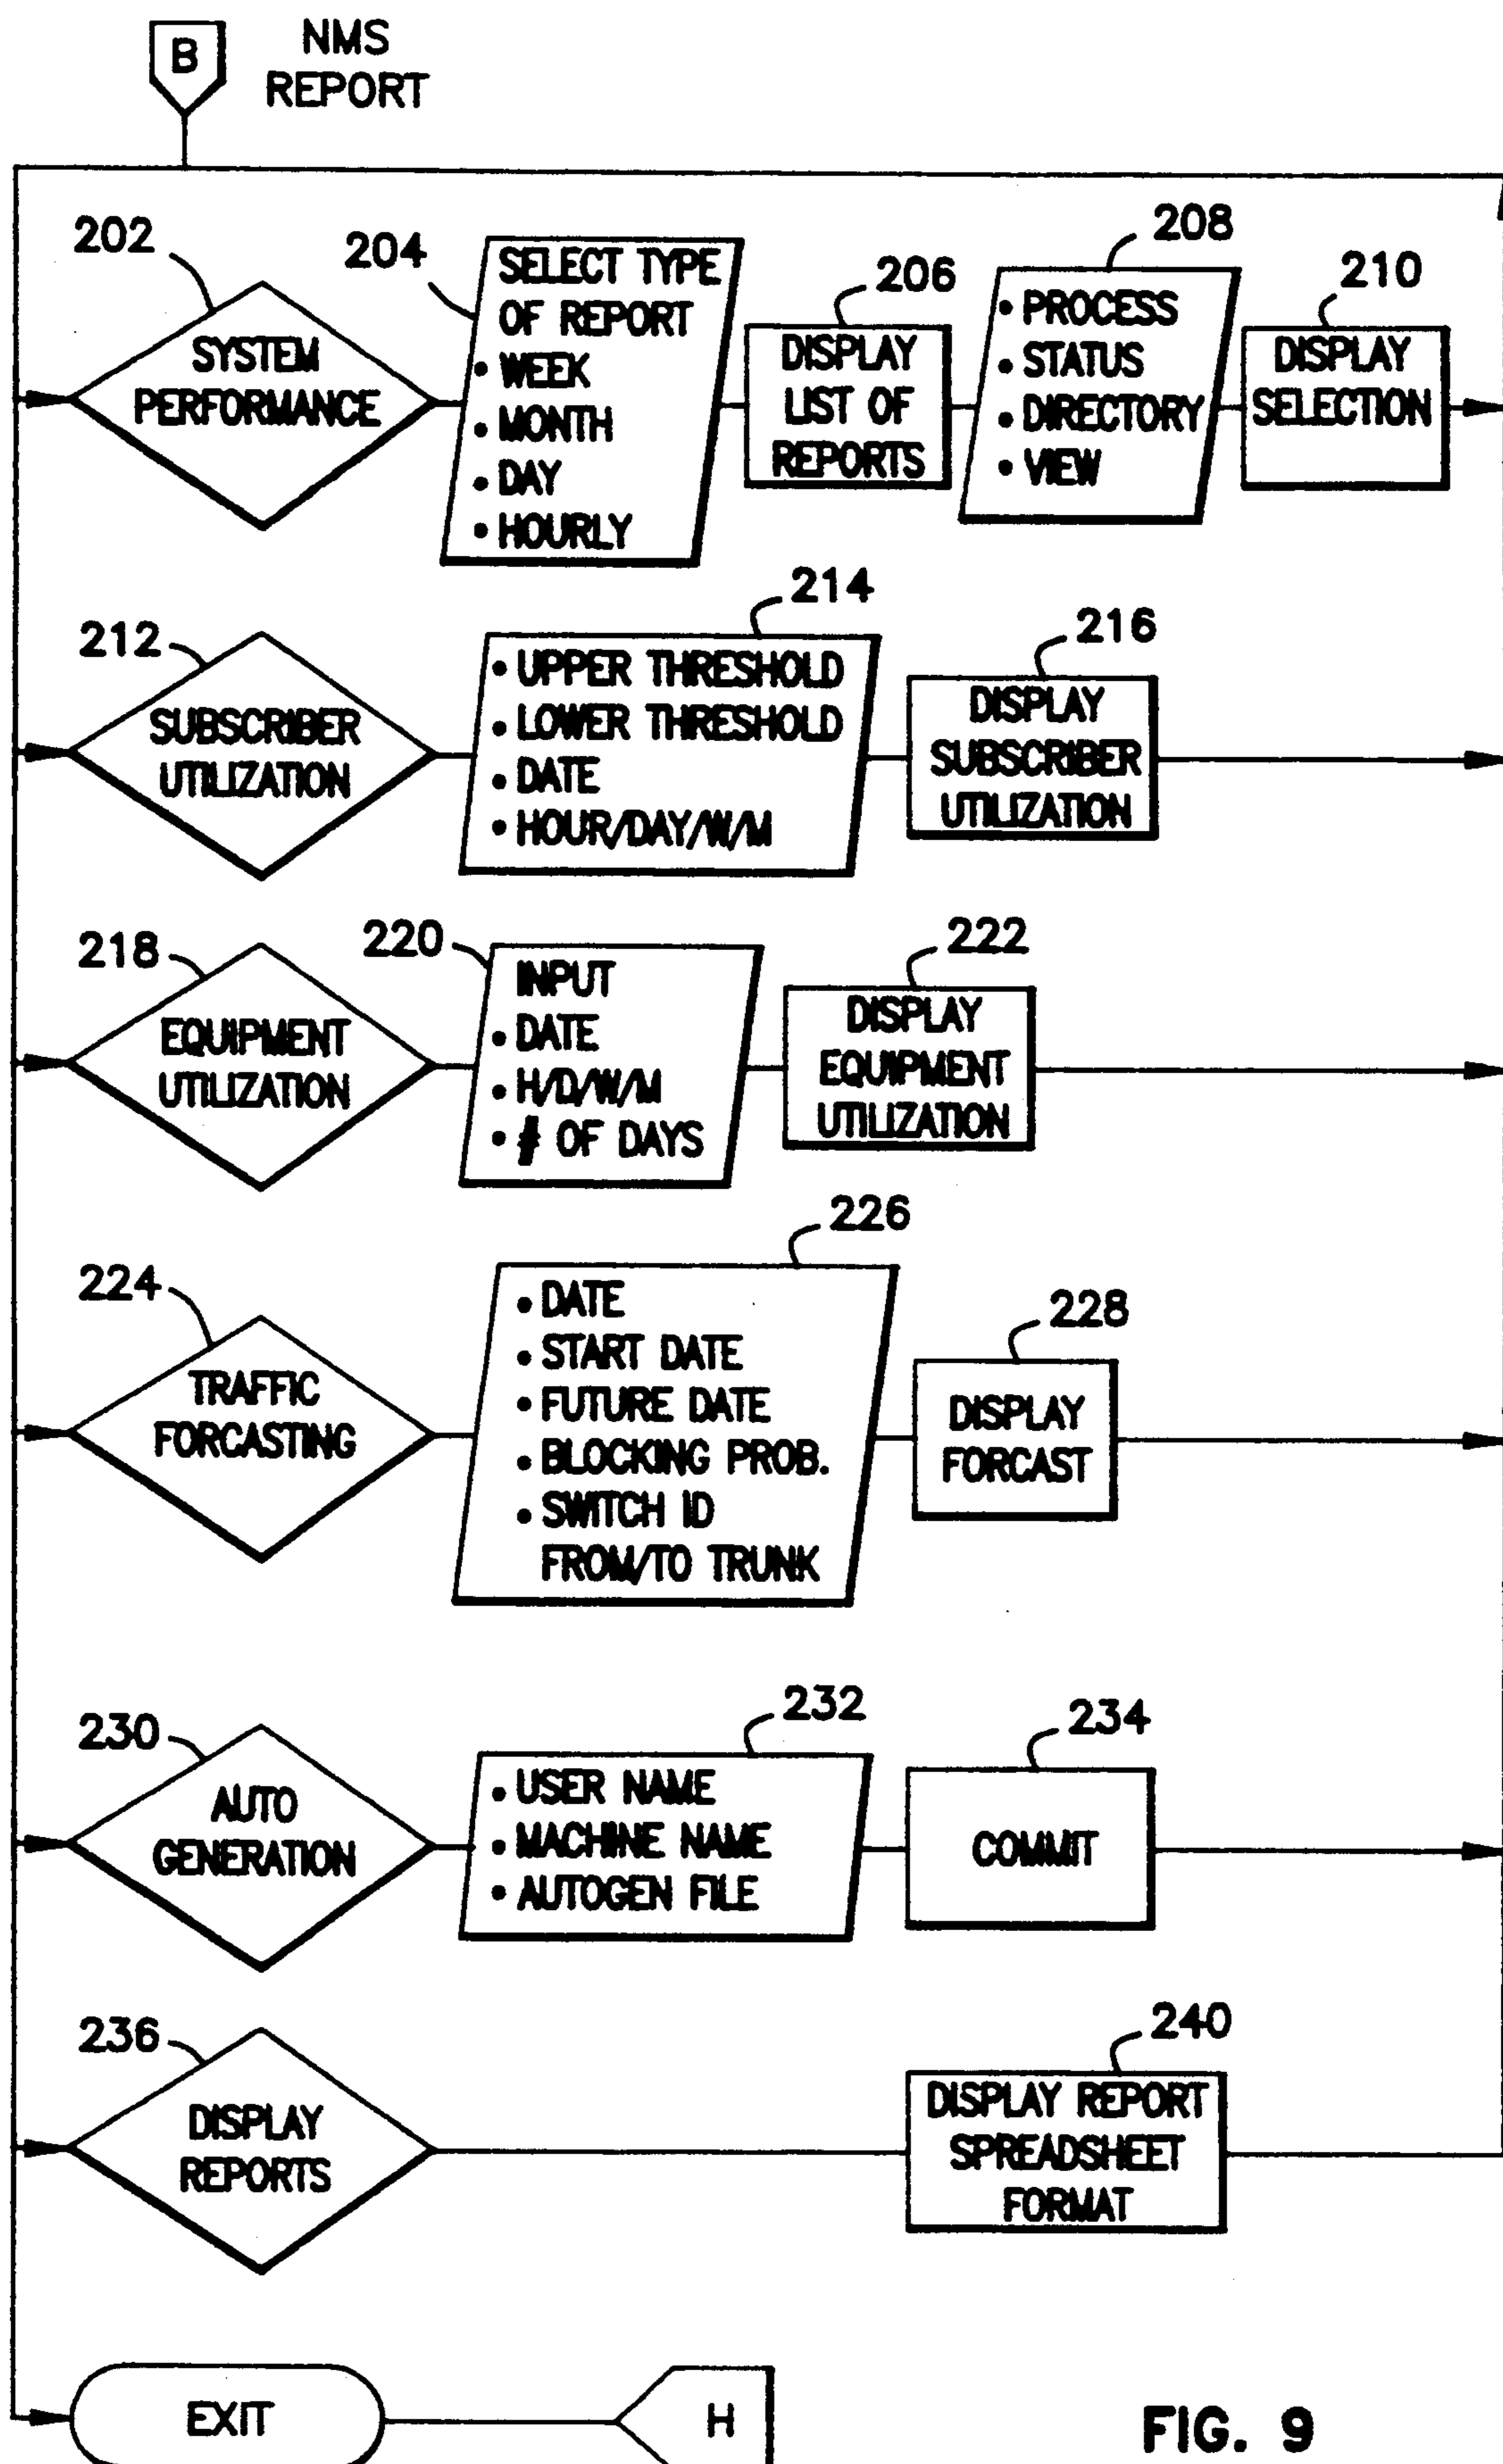 B
NMS
REPORT
202
SYSTEM
PERFORMANCE
204
SELECT TYPE
OF REPORT
• WEEK
• MONTH
• DAY
• HOURLY
206
DISPLAY
LIST OF
REPORTS
208
• PROCESS
• STATUS
• DIRECTORY
• VIEW
210
DISPLAY
SELECTION
212
SUBSCRIBER
UTILIZATION
214
• UPPER THRESHOLD
• LOWER THRESHOLD
• DATE
• HOUR/DAY/W/M
216
DISPLAY
SUBSCRIBER
UTILIZATION
218
EQUIPMENT
UTILIZATION
220
INPUT
• DATE
• H/D/W/M
• # OF DAYS
222
DISPLAY
EQUIPMENT
UTILIZATION
224
TRAFFIC
FORCASTING
226
• DATE
• START DATE
• FUTURE DATE
• BLOCKING PROB.
• SWITCH ID
FROM/TO TRUNK
228
DISPLAY
FORCAST
230
AUTO
GENERATION
232
• USER NAME
• MACHINE NAME
• AUTOGEN FILE
234
COMMIT
236
DISPLAY
REPORTS
240
DISPLAY REPORT
SPREADSHEET
FORMAT
EXIT
H
FIG. 9